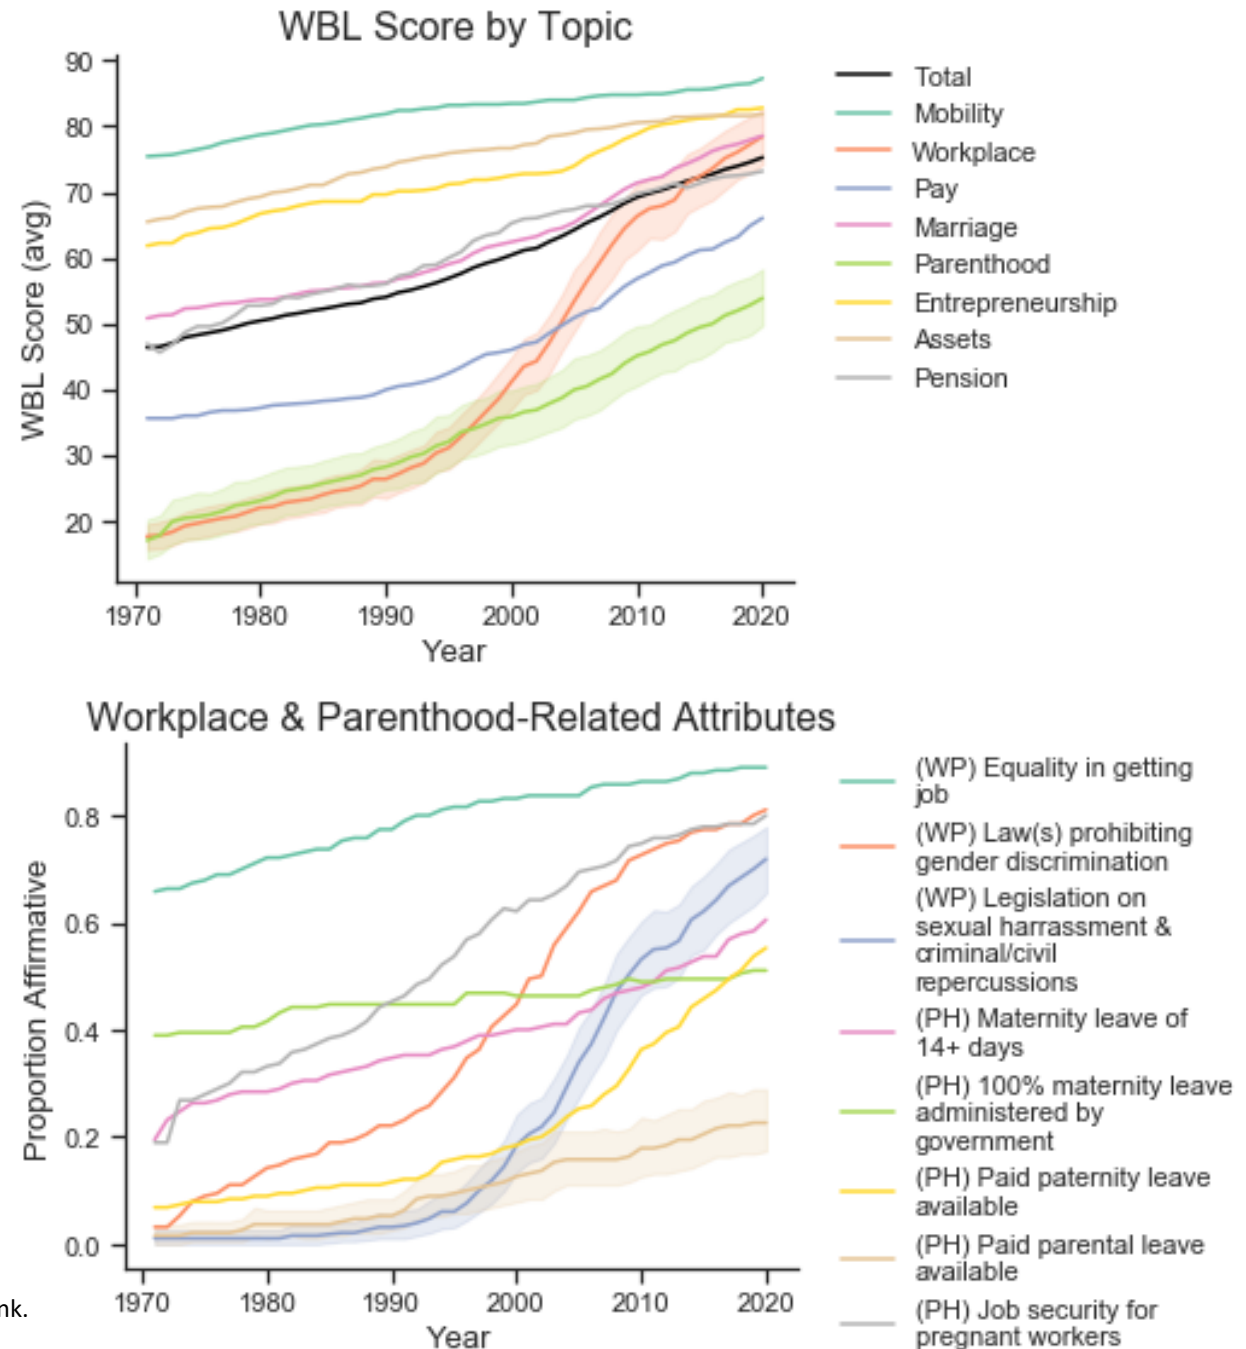 WBL Score by Topic
90
80
70
60
50
40
30
20
WBL Score (avg)
1970 1980 1990 2000 2010 2020
Year
Total
Mobility
Workplace
Pay
Marriage
Parenthood
Entrepreneurship
Assets
Pension
Workplace & Parenthood-Related Attributes
0.8
0.6
0.4
0.2
0.0
Proportion Affirmative
1970 1980 1990 2000 2010 2020
Year
(WP) Equality in getting
job
(WP) Law(s) prohibiting
gender discrimination
(WP) Legislation on
sexual harrassment &
criminal/civil
repercussions
(PH) Maternity leave of
14+ days
(PH) 100% maternity leave
administered by
government
(PH) Paid paternity leave
available
(PH) Paid parental leave
available
(PH) Job security for
pregnant workers
nk.